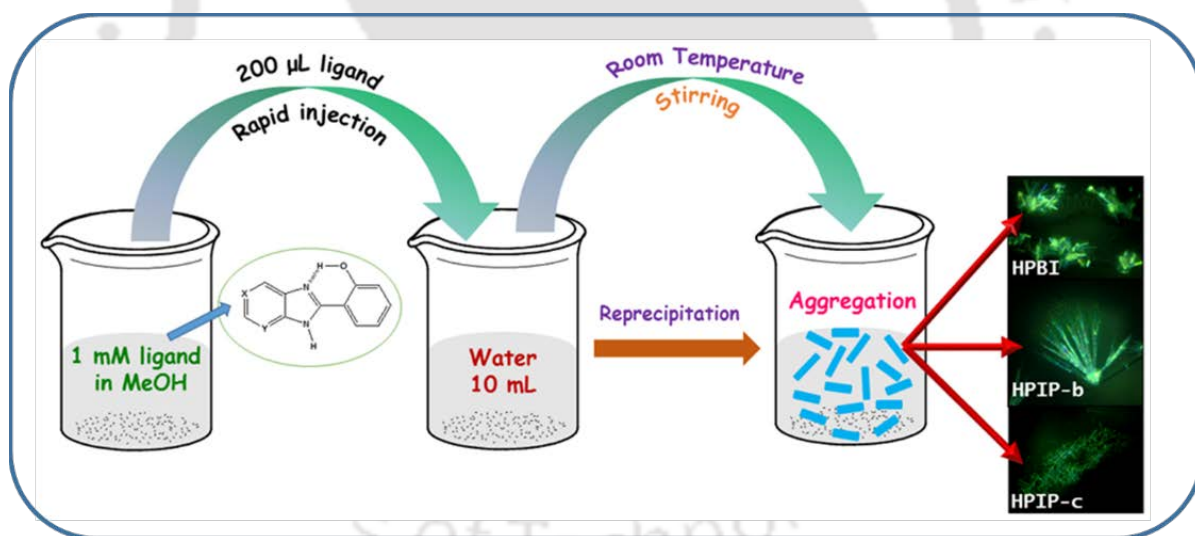 200 µL ligand
Rapid injection
Room Temperature
Stirring
1 mM ligand
in MeOH
X
Y
N
N
H
H–O
Water
10 mL
Reprecipitation
Aggregation
HPBI
HPIP-b
HPIP-c